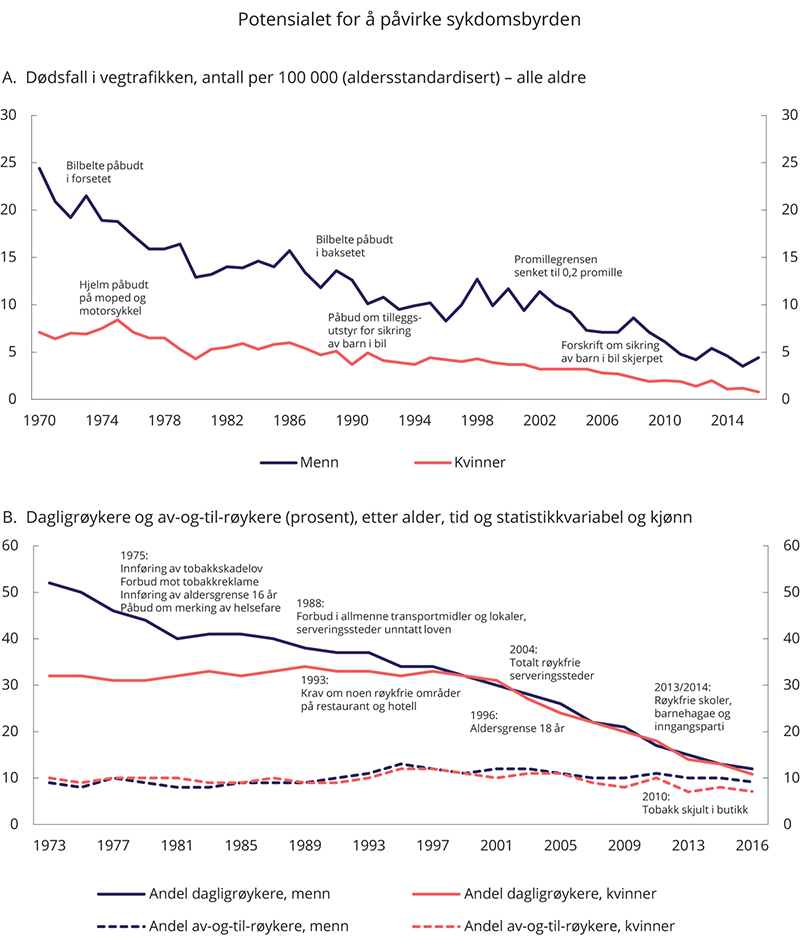 Potensialet for å påvirke sykdomsbyrden
A. Dødsfall i vegtrafikken, antall per 100 000 (aldersstandardisert) – alle aldre
30 30
25 25
20 20
15 15
10 10
5 5
0 0
Bilbelte påbudt
i forsetet
Hjelm påbudt
på moped og
motorsykkel
Bilbelte påbudt
i baksetet
Påbud om tilleggs-
utstyr for sikring
av barn i bil
Promillegrensen
senket til 0,2 promille
Forskrift om sikring
av barn i bil skjerpet
1970 1974 1978 1982 1986 1990 1994 1998 2002 2006 2010 2014
Menn Kvinner
B. Dagligrøykere og av-og-til-røykere (prosent), etter alder, tid og statistikkvariabel og kjønn
60 60
50 50
40 40
30 30
20 20
10 10
0 0
1975:
Innføring av tobakkskadelov
Forbud mot tobakkreklame
Innføring av aldersgrense 16 år
Påbud om merking av helsefare
1988:
Forbud i allmenne transportmidler og lokaler,
serveringssteder unntatt loven
1993:
Krav om noen røykfrie områder
på restaurant og hotell
2004:
Totalt røykfrie
serveringssteder
1996:
Aldersgrense 18 år
2013/2014:
Røykfrie skoler,
barnehagae og
inngangsparti
2010:
Tobakk skjult i butikk
1973 1977 1981 1985 1989 1993 1997 2001 2005 2009 2013 2016
Andel dagligrøykere, menn Andel dagligrøykere, kvinner
Andel av-og-til-røykere, menn Andel av-og-til-røykere, kvinner